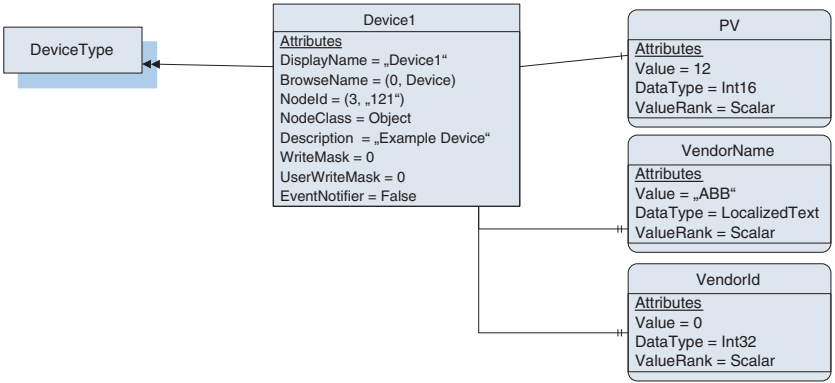 DeviceType
Device1
Attributes
DisplayName = „Device1“
BrowseName = (0, Device)
NodeId = (3, „121“)
NodeClass = Object
Description = „Example Device“
WriteMask = 0
UserWriteMask = 0
EventNotifier = False
PV
Attributes
Value = 12
DataType = Int16
ValueRank = Scalar
VendorName
Attributes
Value = „ABB“
DataType = LocalizedText
ValueRank = Scalar
VendorId
Attributes
Value = 0
DataType = Int32
ValueRank = Scalar